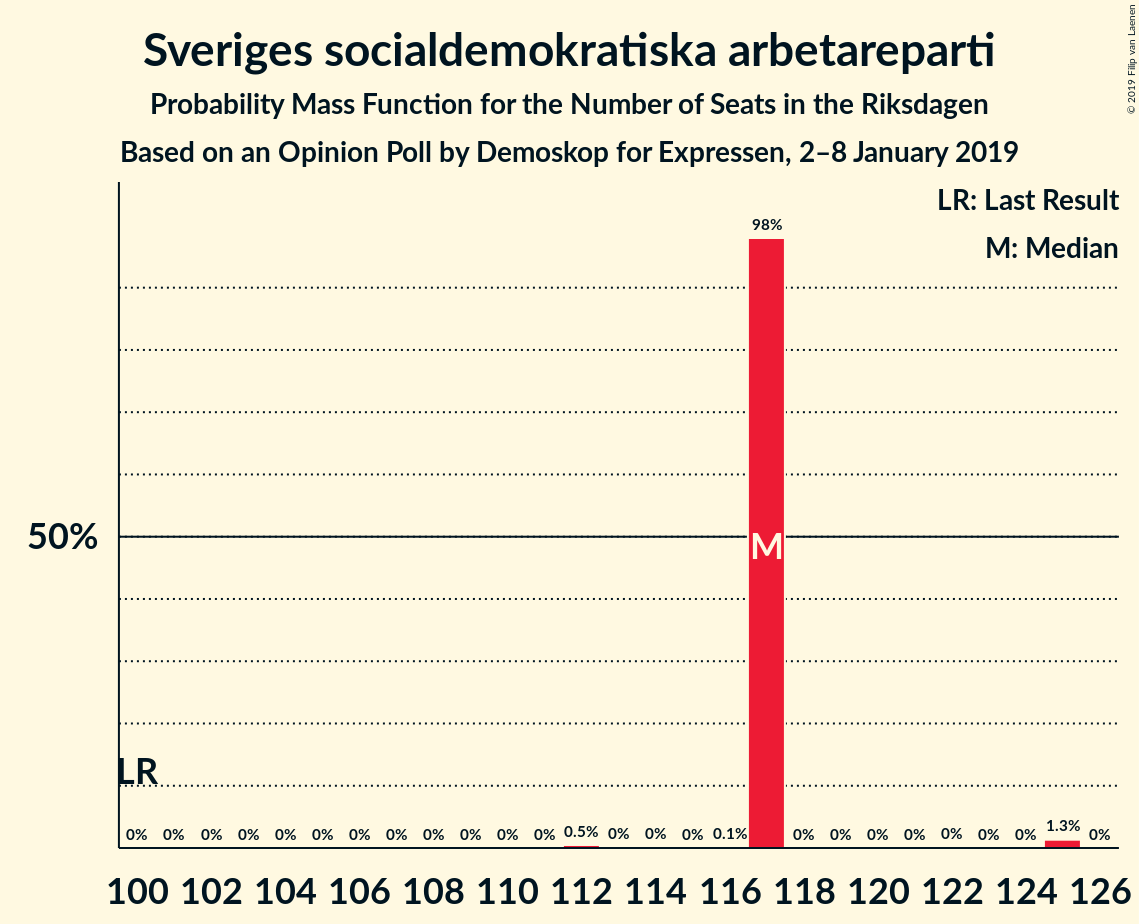 Sveriges socialdemokratiska arbetareparti
Probability Mass Function for the Number of Seats in the Riksdagen
Based on an Opinion Poll by Demoskop for Expressen, 2–8 January 2019
© 2019 Filip van Laenen
LR: Last Result
M: Median
98%
50%
M
LR
0% 0% 0% 0% 0% 0% 0% 0% 0% 0% 0% 0% 0.5% 0% 0% 0% 0.1% 0% 0% 0% 0% 0% 0% 0% 1.3% 0%
100 102 104 106 108 110 112 114 116 118 120 122 124 126